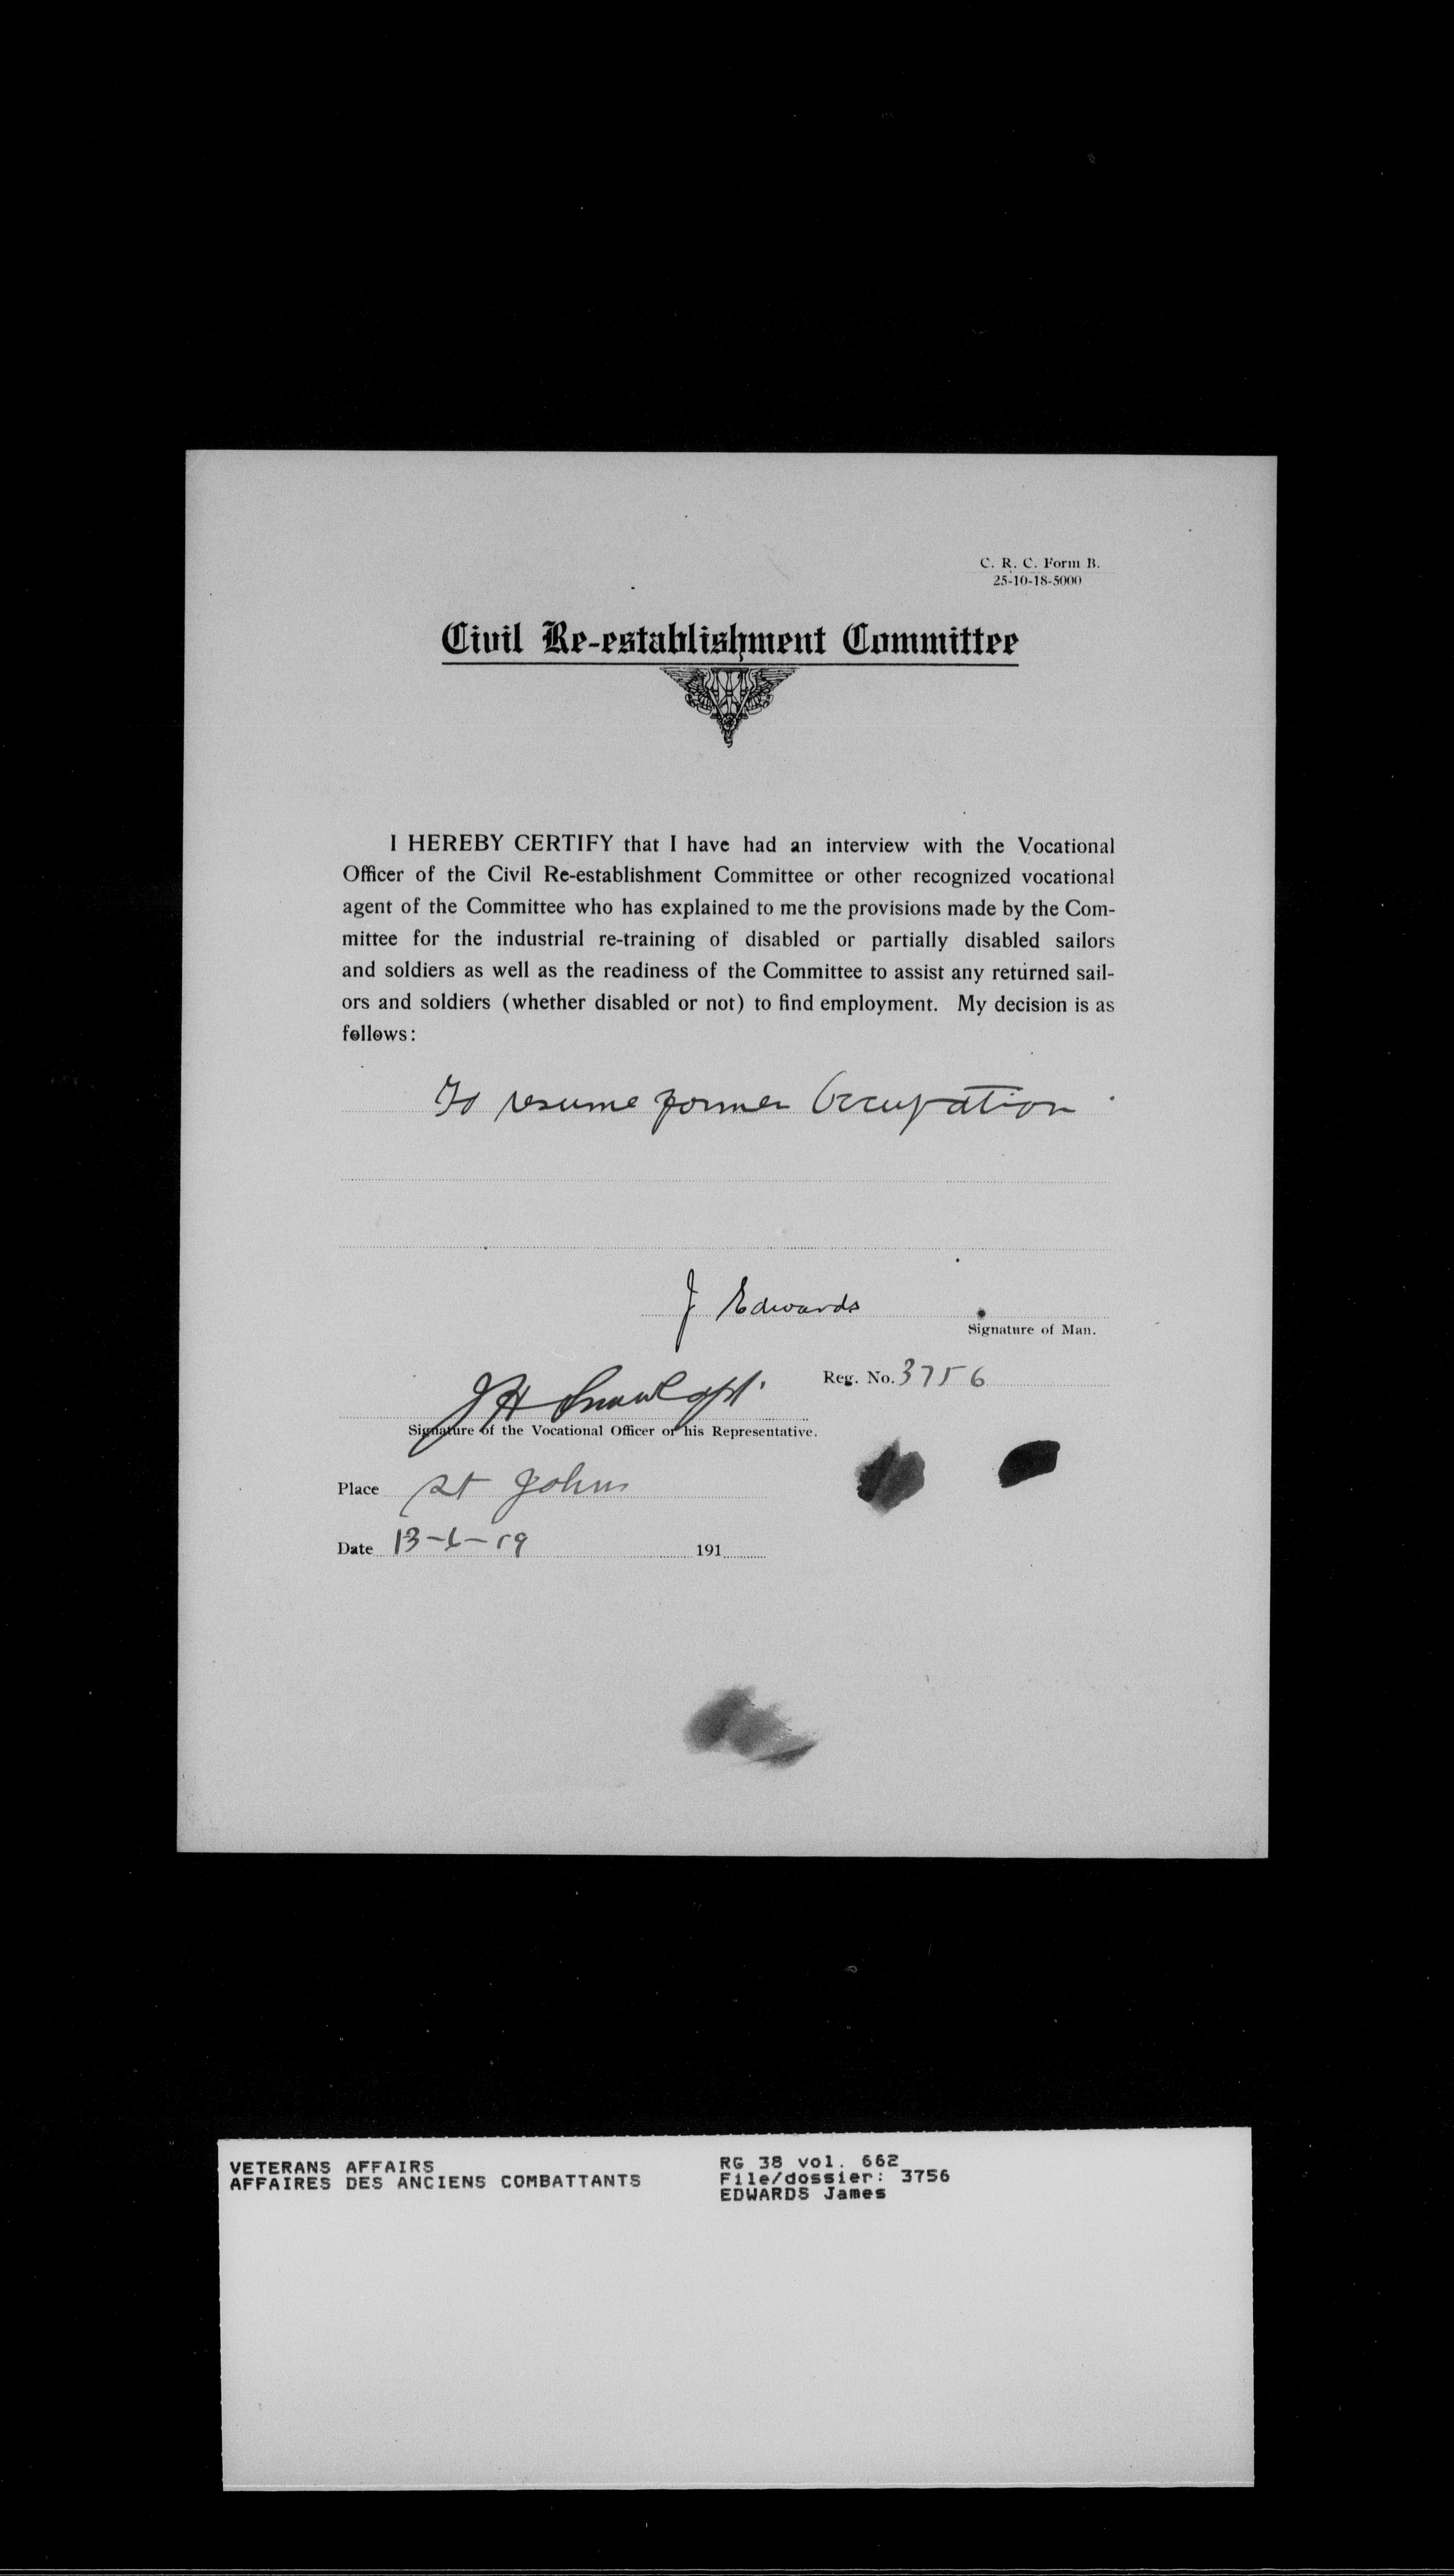 C. R. C. Form B.
25-10-18-5000
Civil Re-establishment Committee
I HEREBY CERTIFY that I have had an interview with the Vocational
Officer of the Civil Re-establishment Committee or other recognized vocational
agent of the Committee who has explained to me the provisions made by the Com-
mittee for the industrial re-training of disabled or partially disabled sailors
and soldiers as well as the readiness of the Committee to assist any returned sail-
ors and soldiers (whether disabled or not) to find employment. My decision is as
follows:
To resume former Occupation
J Edwards
Signature of Man.
Reg. No. 3756
J H Capt.
Signature of the Vocational Officer or his Representative.
Place St Johns
Date 13-6-19 191
VETERANS AFFAIRS
AFFAIRES DES ANCIENS COMBATTANTS
RG 38 vol. 662
File/dossier: 3756
EDWARDS James